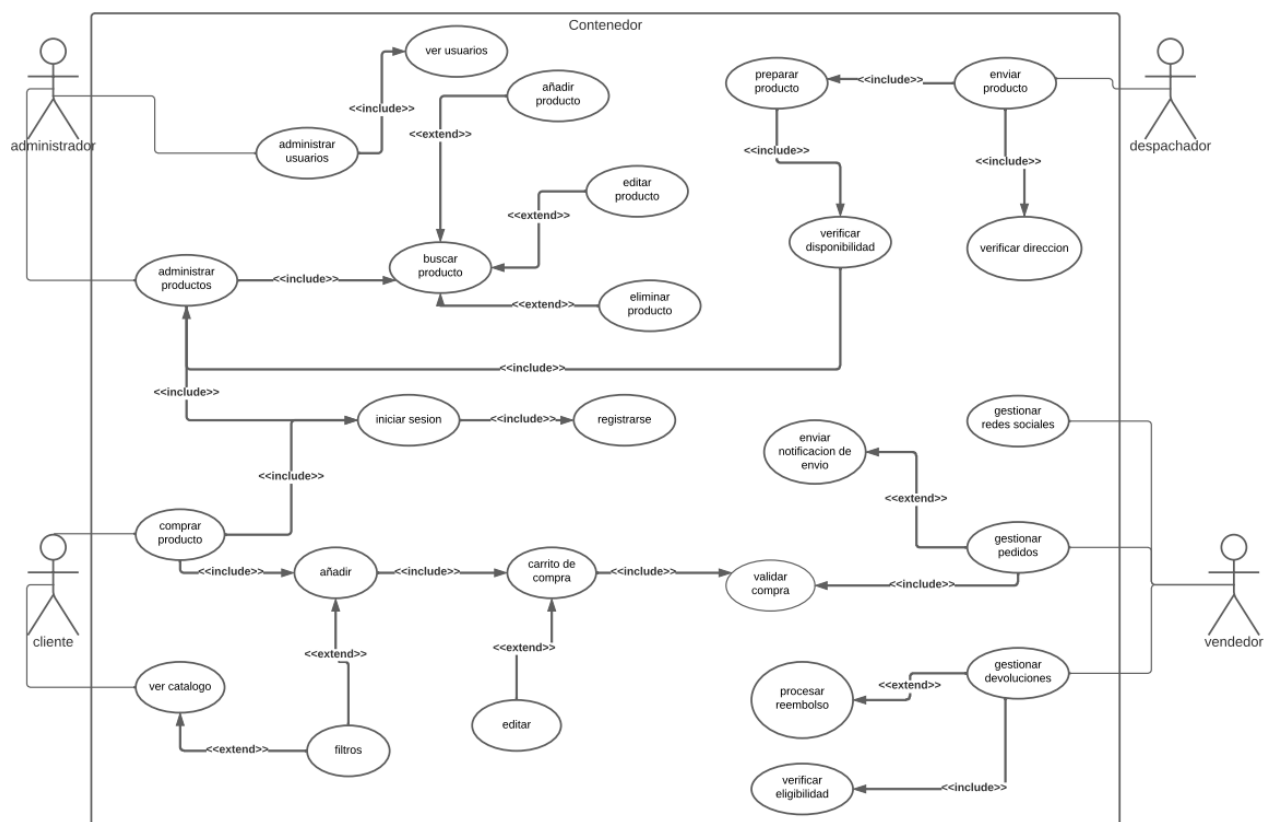 Contenedor
ver usuarios
<<include>>
añadir
producto
<<extend>>
preparar
producto
<<include>>
enviar
producto
administrador
administrar
usuarios
despachador
<<include>>
<<include>>
editar
producto
<<extend>>
verificar
disponibilidad
verificar direccion
administrar
productos
<<include>>
buscar
producto
<<extend>>
eliminar
producto
<<include>>
<<include>>
iniciar sesion
<<include>>
registrarse
gestionar
redes sociales
enviar
notificacion de
envio
<<include>>
<<extend>>
comprar
producto
gestionar
pedidos
<<include>>
añadir
<<include>>
carrito de
compra
<<include>>
validar
compra
<<include>>
cliente
vendedor
<<extend>>
<<extend>>
ver catalogo
gestionar
devoluciones
procesar
reembolso
<<extend>>
editar
<<extend>>
filtros
verificar
eligibilidad
<<include>>